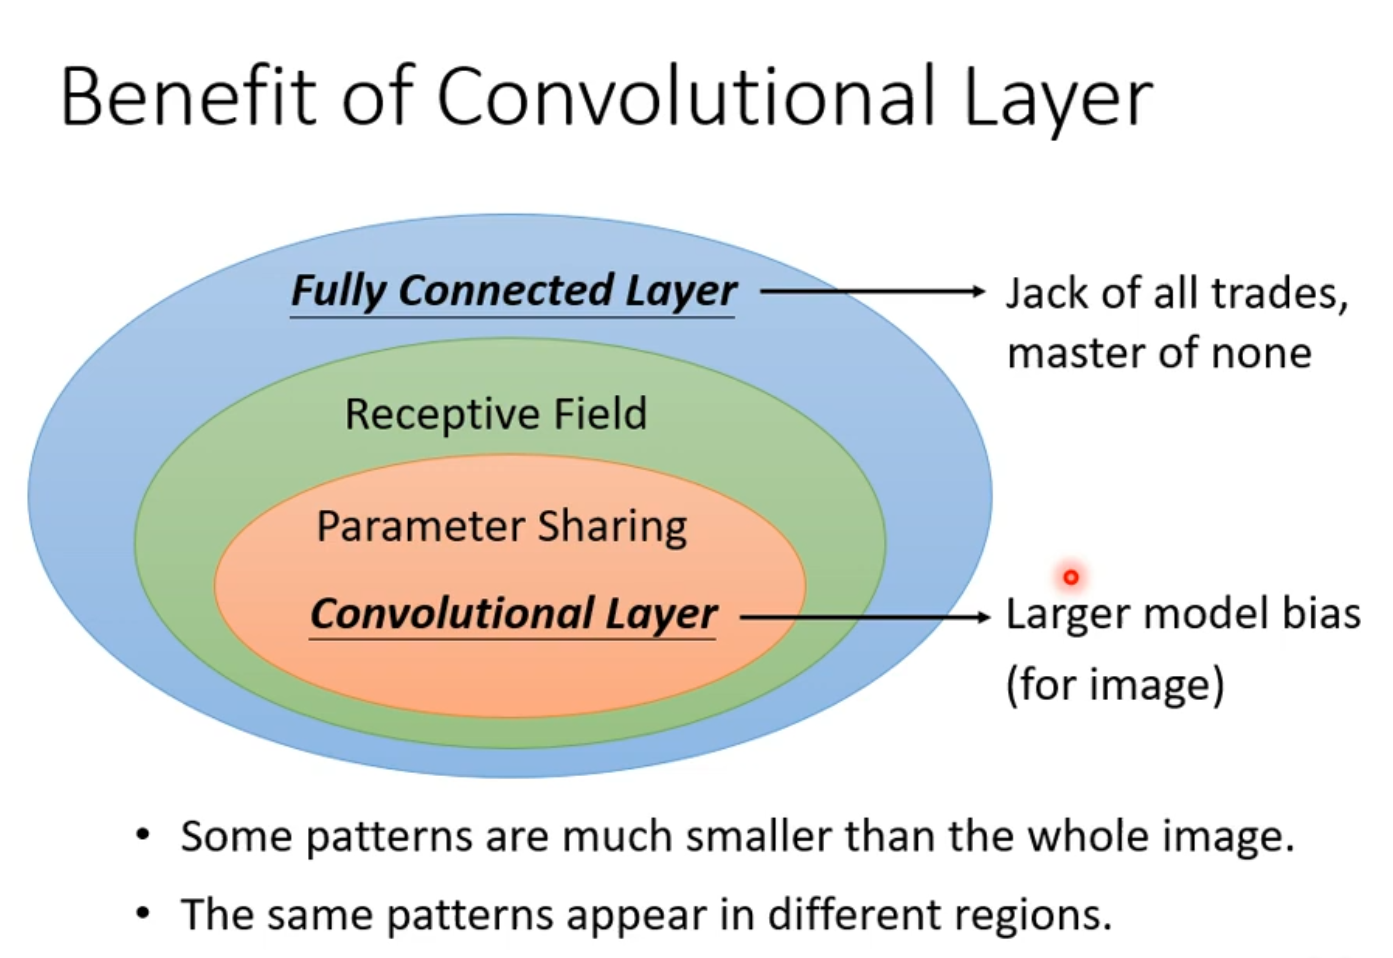 Benefit of Convolutional Layer
Fully Connected Layer
Jack of all trades,
master of none
Receptive Field
Parameter Sharing
Convolutional Layer
Larger model bias
(for image)
• Some patterns are much smaller than the whole image.
• The same patterns appear in different regions.